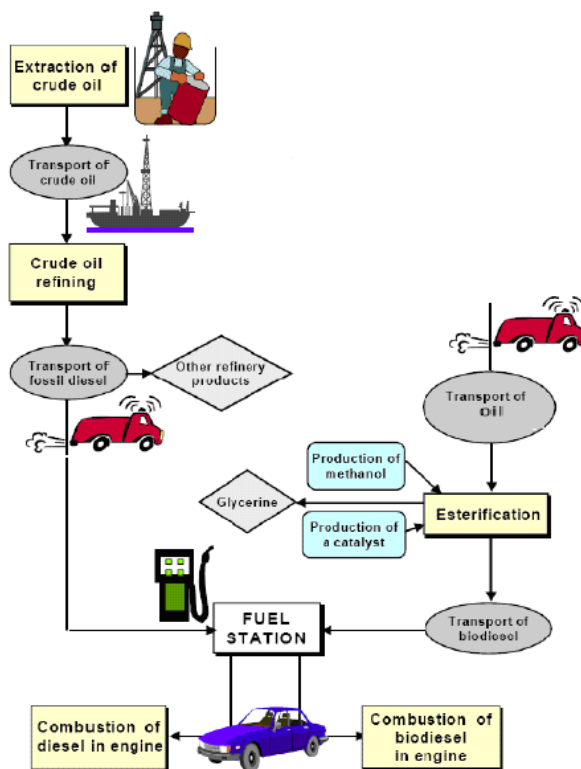 Extraction of
crude oil
Transport of
crude oil
Crude oil
refining
Transport of
fossil diesel
Other refinery
products
Transport of
Oill
Production of
methanol
Glycerine
Esterification
Production of
a catalyst
FUEL
STATION
Transport of
biodiesel
Combustion of
diesel in engine
Combustion of
biodiesel
in engine